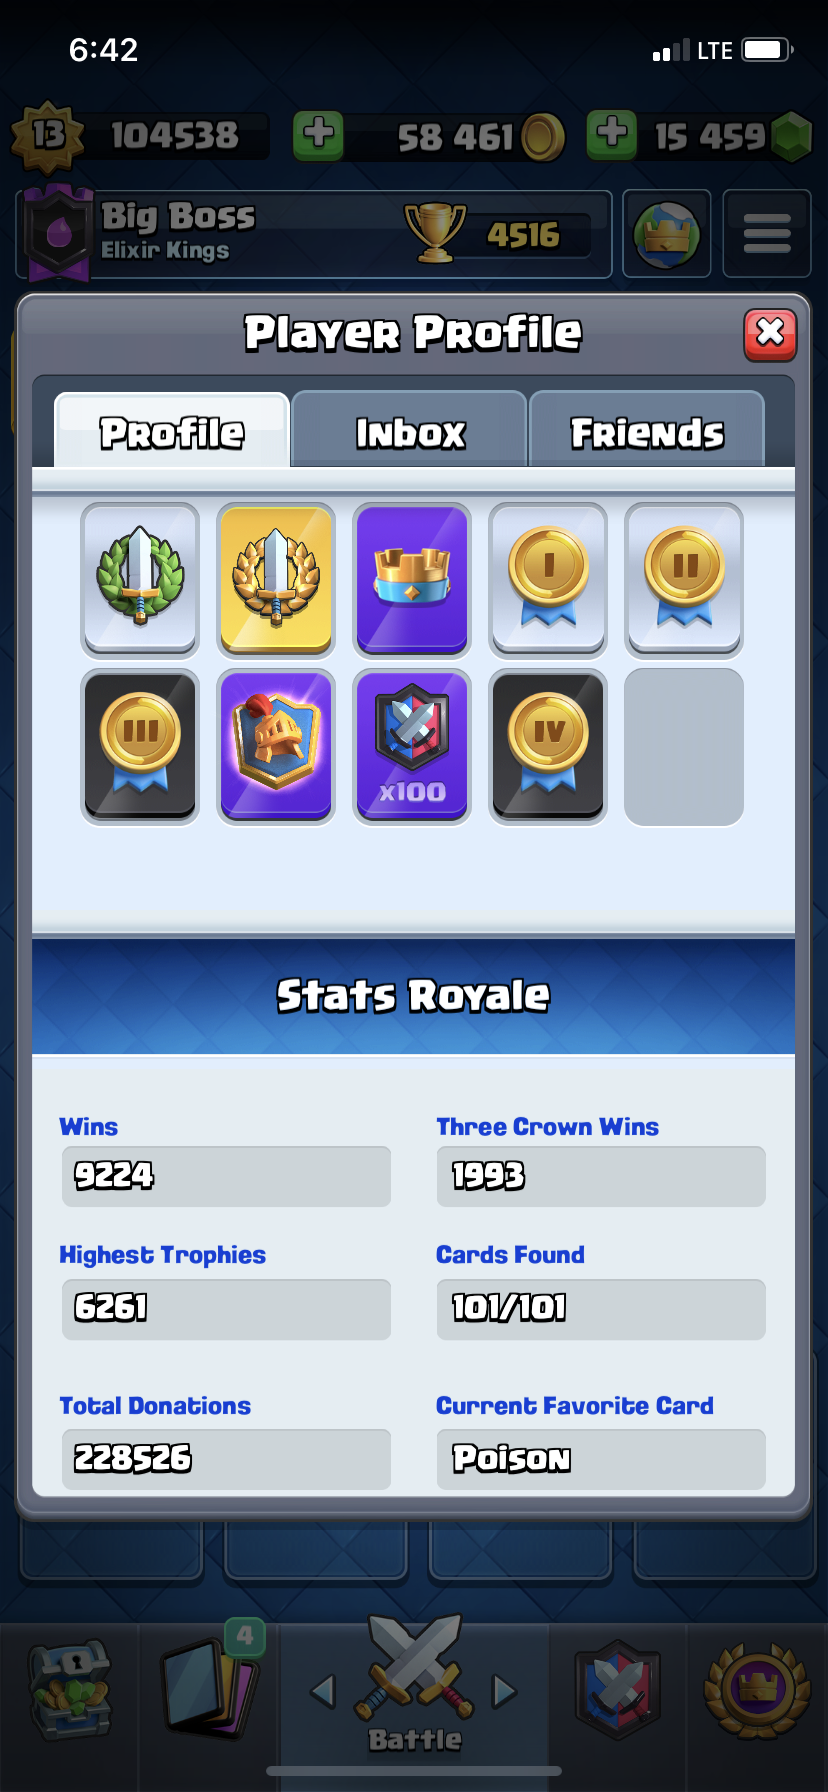 6:42 LTE
13 104538 58 461 15 459
Big Boss
Elixir Kings
4516
Player Profile
Profile Inbox Friends
I II
III x100 IV
Stats Royale
Wins Three Crown Wins
9224 1993
Highest Trophies Cards Found
6261 101/101
Total Donations Current Favorite Card
228526 Poison
4
Battle